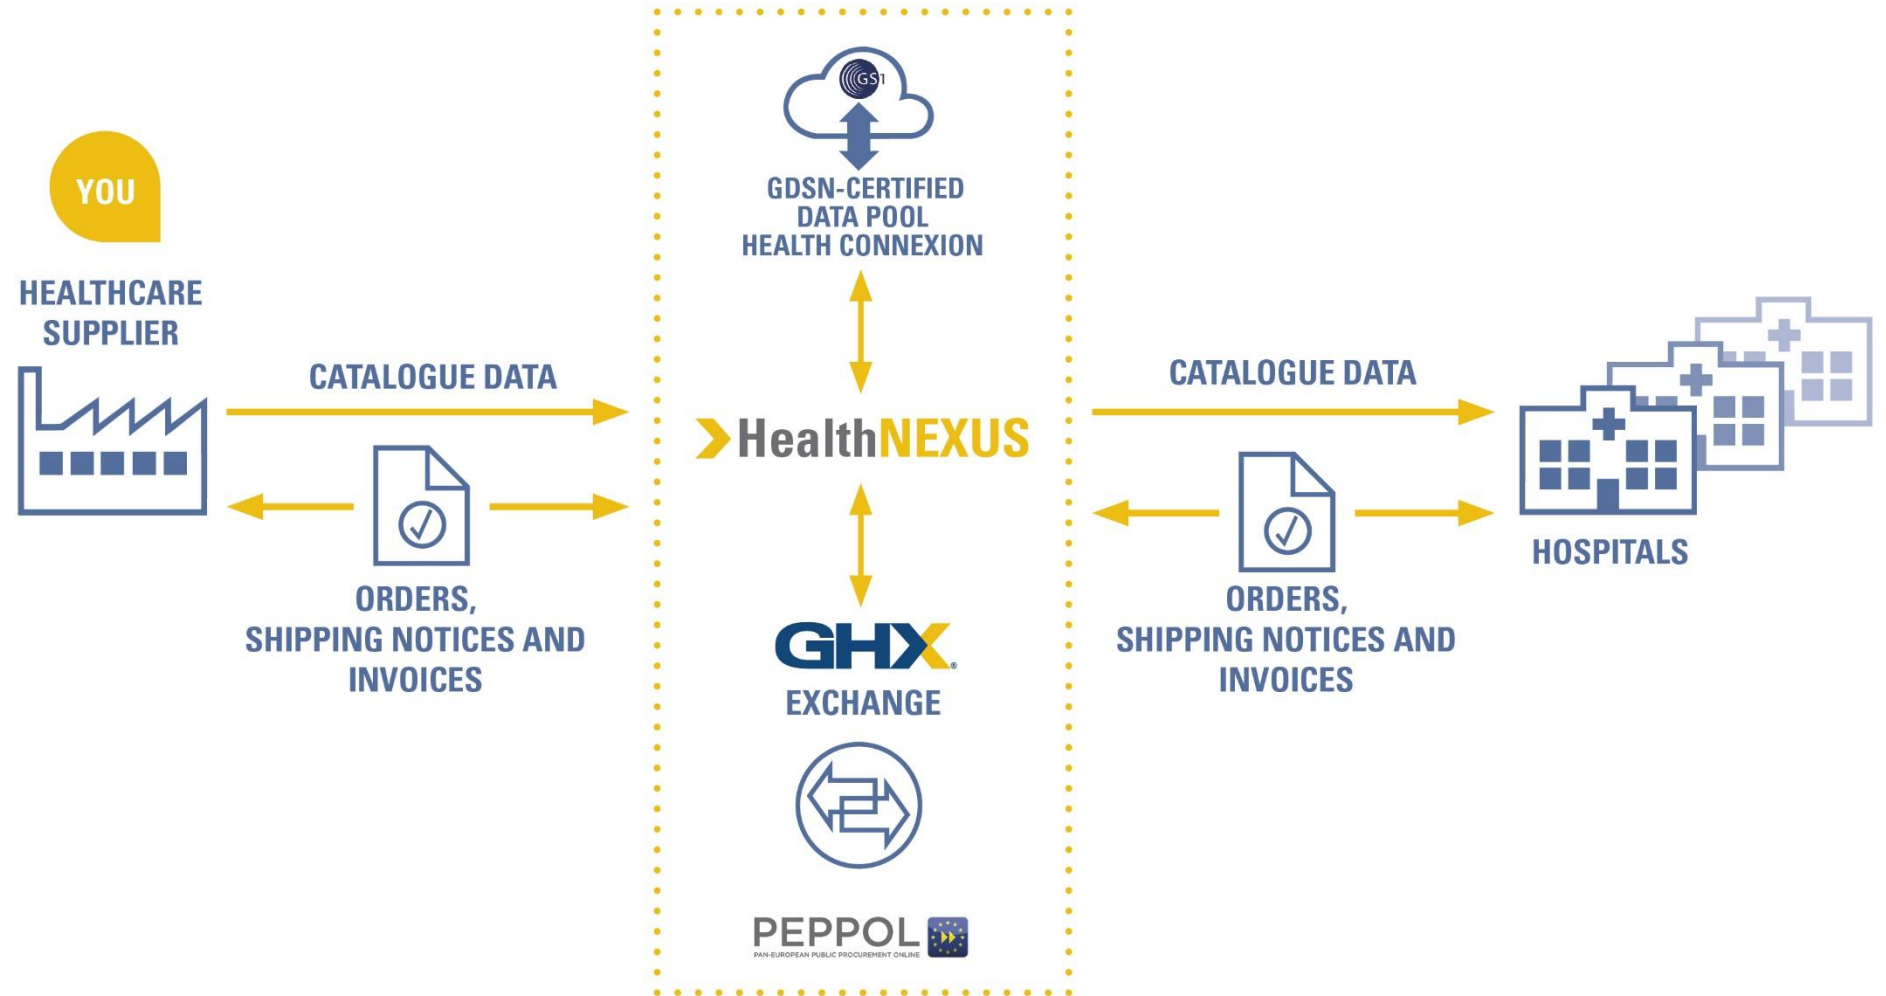 YOU
HEALTHCARE
SUPPLIER
CATALOGUE DATA
ORDERS,
SHIPPING NOTICES AND
INVOICES
GS1
GDSN-CERTIFIED
DATA POOL
HEALTH CONNEXION
HealthNEXUS
GHX®
EXCHANGE
PEPPOL
PAN-EUROPEAN PUBLIC PROCUREMENT ONLINE
CATALOGUE DATA
ORDERS,
SHIPPING NOTICES AND
INVOICES
HOSPITALS